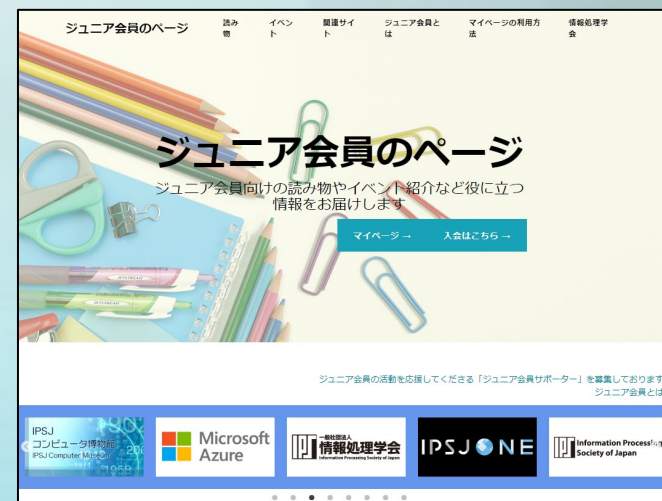 ジュニア会員のページ
読み
物
イベン
ト
関連サイ
ト
ジュニア会員と
は
マイページの利用方
法
情報処理学
会
ジュニア会員のページ
ジュニア会員向けの読み物やイベント紹介など役に立つ
情報をお届けします
マイページ→
入会はこちら→
ジュニア会員の活動を応援してくださる「ジュニア会員サポーター」を募集しております
ジュニア会員とは
IPSJ
コンピュータ博物館
IPSJ Computer Museum
Microsoft
Azure
一般社団法人
情報処理学会
Information Processing Society of Japan
IPSJ ONE
Information Processing
Society of Japan